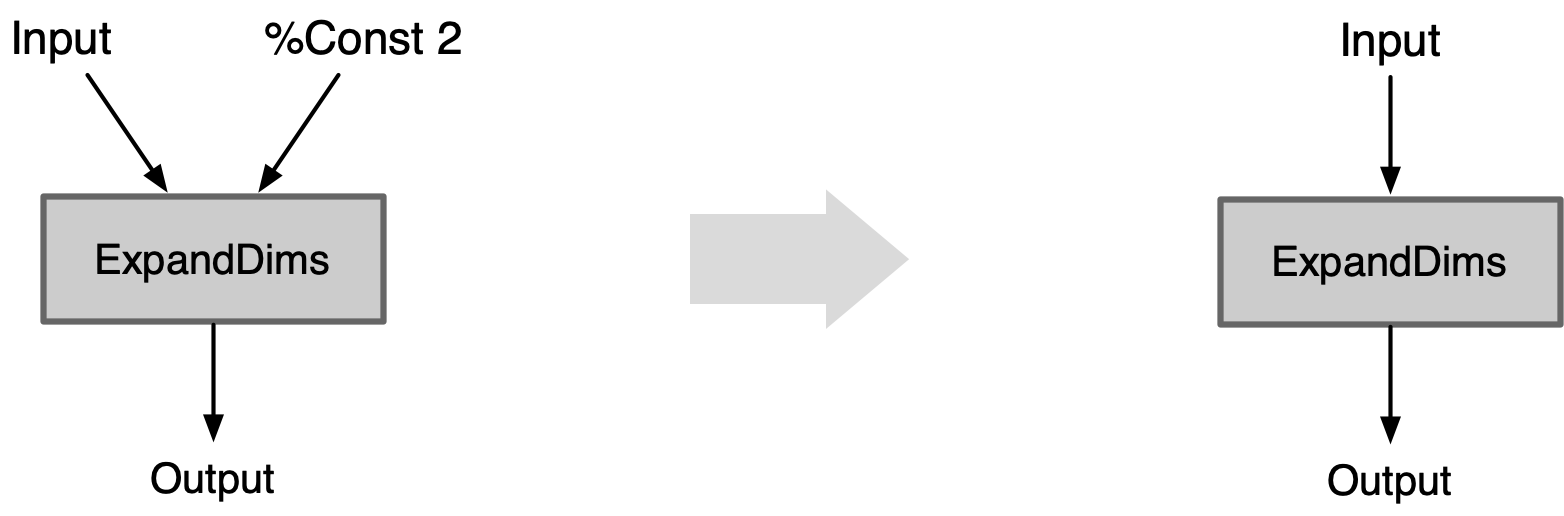 Input %Const 2
ExpandDims
Output
Input
ExpandDims
Output